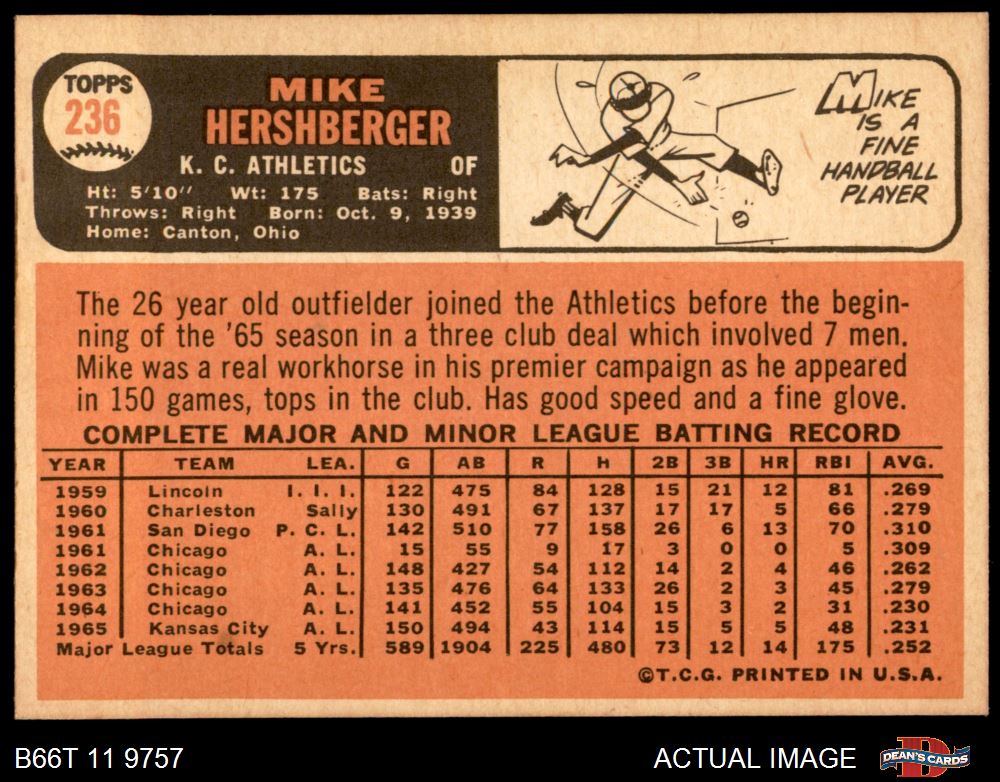 TOPPS
236
MIKE
HERSHBERGER
K. C. ATHLETICS OF
Ht: 5'10" Wt: 175 Bats: Right
Throws: Right Born: Oct. 9, 1939
Home: Canton, Ohio
MIKE
IS A
FINE
HANDBALL
PLAYER
The 26 year old outfielder joined the Athletics before the begin-
ning of the '65 season in a three club deal which involved 7 men.
Mike was a real workhorse in his premier campaign as he appeared
in 150 games, tops in the club. Has good speed and a fine glove.
COMPLETE MAJOR AND MINOR LEAGUE BATTING RECORD
YEAR TEAM LEA. G AB R H 2B 3B HR RBI AVG.
1959 Lincoln I. I. I. 122 475 84 128 15 21 12 81 .269
1960 Charleston Sally 130 491 67 137 17 17 5 66 .279
1961 San Diego P. C. L. 142 510 77 158 26 6 13 70 .310
1961 Chicago A. L. 15 55 9 17 3 0 0 5 .309
1962 Chicago A. L. 148 427 54 112 14 2 4 46 .262
1963 Chicago A. L. 135 476 64 133 26 2 3 45 .279
1964 Chicago A. L. 141 452 55 104 15 3 2 31 .230
1965 Kansas City A. L. 150 494 43 114 15 5 5 48 .231
Major League Totals 5 Yrs. 589 1904 225 480 73 12 14 175 .252
©T.C.G. PRINTED IN U.S.A.
B66T 11 9757 ACTUAL IMAGE
DEAN'S CARDS